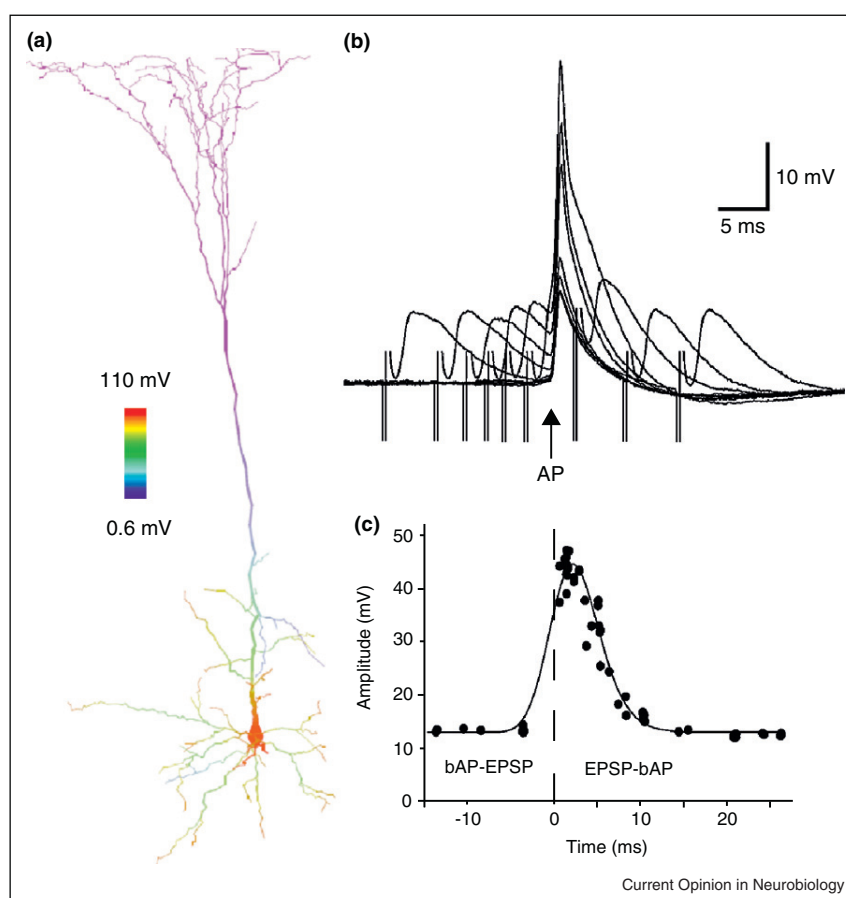 (a)
110 mV
0.6 mV
(b)
10 mV
5 ms
AP
(c)
50
40
30
20
10
0
Amplitude (mV)
bAP-EPSP
EPSP-bAP
-10
0
10
20
Time (ms)
Current Opinion in Neurobiology